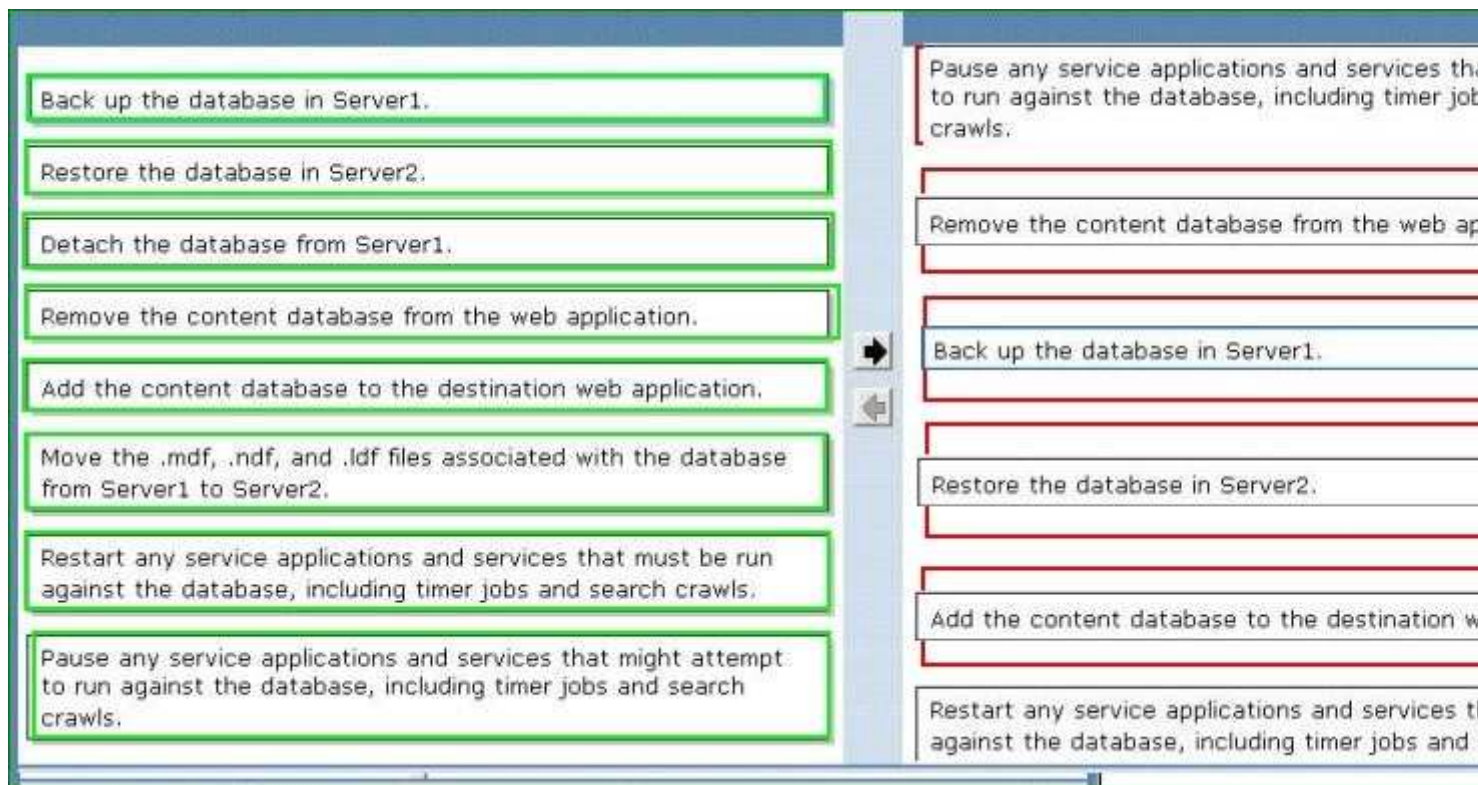 Back up the database in Server1.
Restore the database in Server2.
Detach the database from Server1.
Remove the content database from the web application.
Add the content database to the destination web application.
Move the .mdf, .ndf, and .ldf files associated with the database
from Server1 to Server2.
Restart any service applications and services that must be run
against the database, including timer jobs and search crawls.
Pause any service applications and services that might attempt
to run against the database, including timer jobs and search
crawls.
Pause any service applications and services
to run against the database, including timer
crawls.
Remove the content database from the web
Back up the database in Server1.
Restore the database in Server2.
Add the content database to the destination
Restart any service applications and services
against the database, including timer jobs and